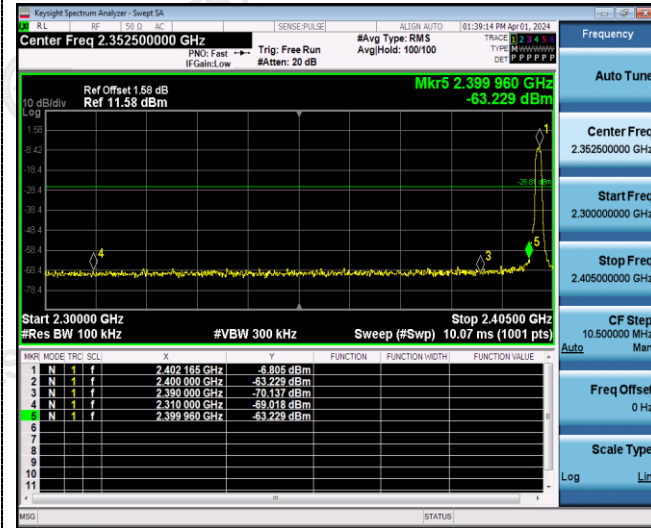 Keysight Spectrum Analyzer - Swept SA
RL RF 50 Ω AC SENSE:PULSE ALIGN AUTO 01:39:14 PM Apr 01, 2024
Center Freq 2.352500000 GHz
PNO: Fast
IFGain:Low
Trig: Free Run
#Atten: 20 dB
#Avg Type: RMS
Avg|Hold: 100/100
TRACE 1 2 3 4 5 6
TYPE M W W W W W
DET P P P P P P
Mkr5 2.399 960 GHz
-63.229 dBm
Ref Offset 1.58 dB
10 dB/div Ref 11.58 dBm
Log
1.58
-8.42
-18.4
-28.4
-38.4
-48.4
-58.4
-68.4
-78.4
1
-26.81 dBm
5
3
4
Start 2.30000 GHz Stop 2.40500 GHz
#Res BW 100 kHz #VBW 300 kHz Sweep (#Swp) 10.07 ms (1001 pts)
MKR MODE TRC SCL X Y FUNCTION FUNCTION WIDTH FUNCTION VALUE
1 N 1 f 2.402 165 GHz -6.805 dBm
2 N 1 f 2.400 000 GHz -63.229 dBm
3 N 1 f 2.390 000 GHz -70.137 dBm
4 N 1 f 2.310 000 GHz -69.018 dBm
5 N 1 f 2.399 960 GHz -63.229 dBm
6
7
8
9
10
11
MSG STATUS
Frequency
Auto Tune
Center Freq
2.352500000 GHz
Start Freq
2.300000000 GHz
Stop Freq
2.405000000 GHz
CF Step
10.500000 MHz
Auto Man
Freq Offset
0 Hz
Scale Type
Log Lin